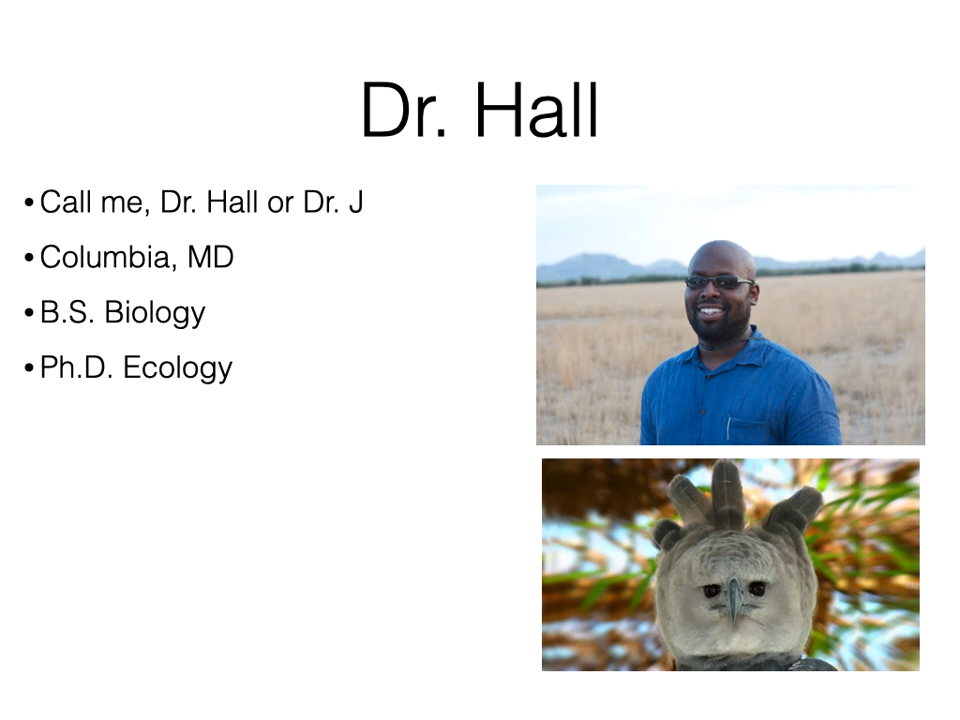 Dr. Hall
•Call me, Dr. Hall or Dr. J
•Columbia, MD
•B.S. Biology
•Ph.D. Ecology